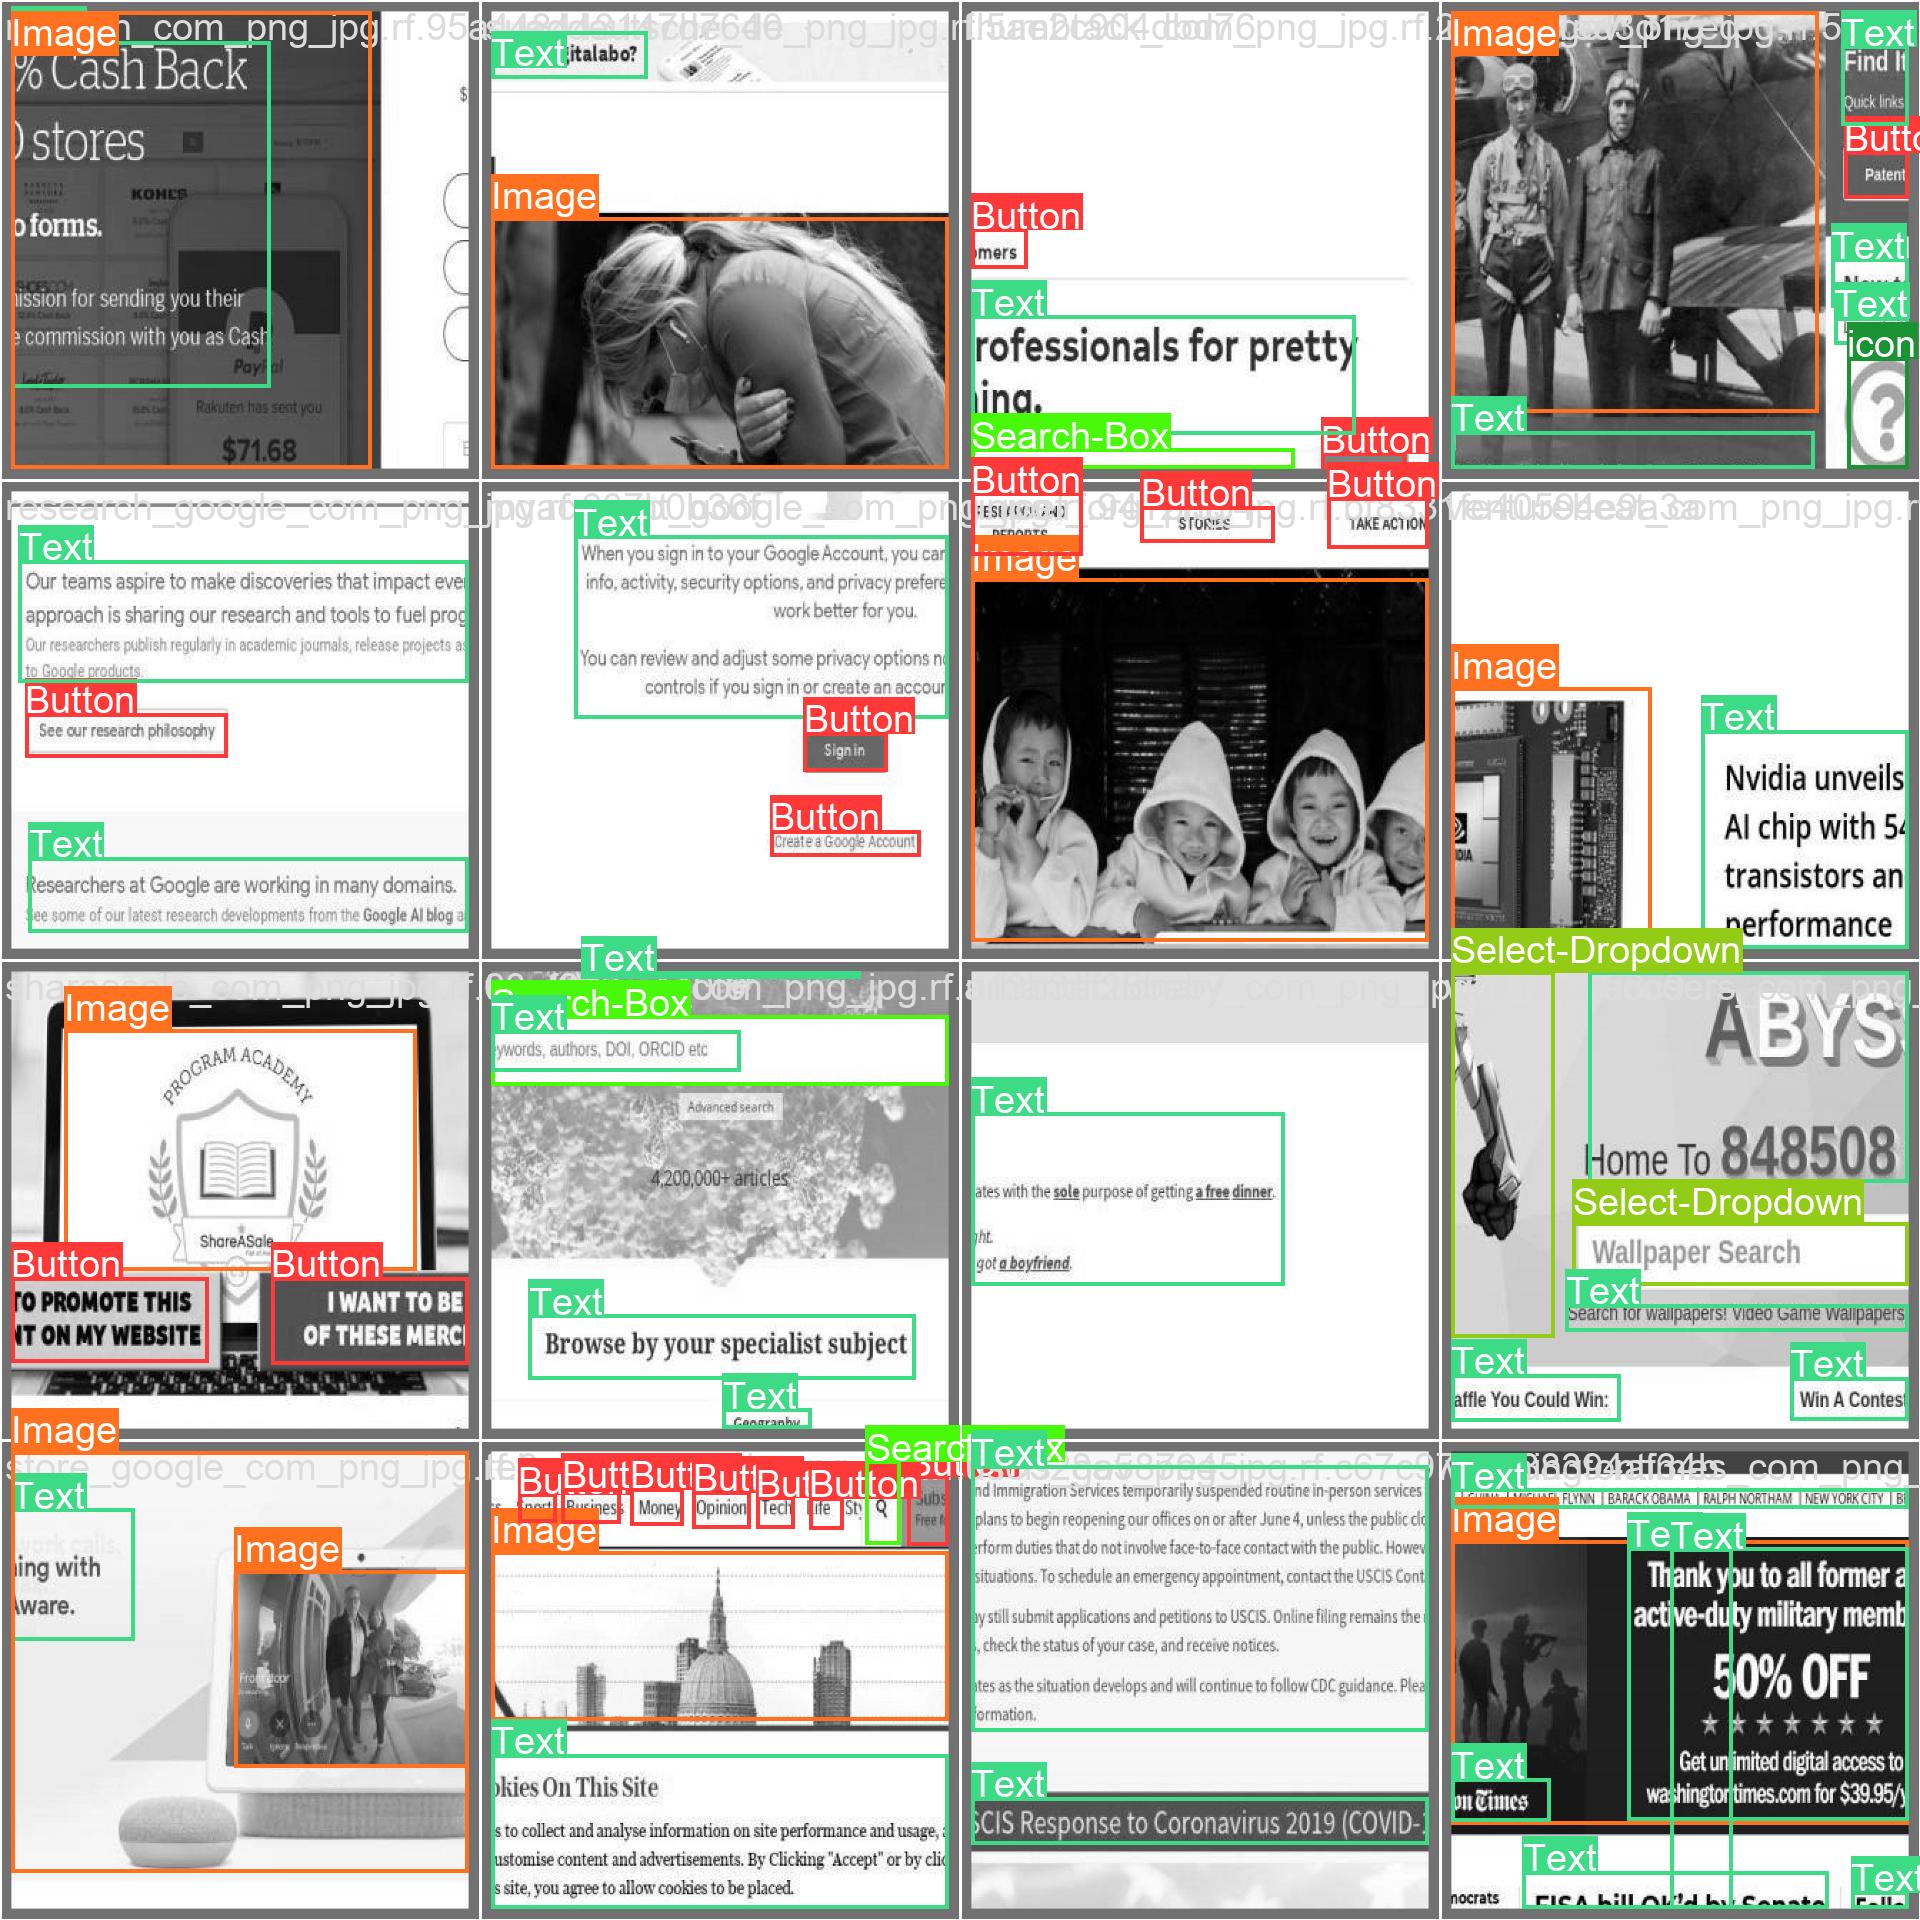 Image
% Cash Back
stores
KOHL'S
o forms.
ission for sending you their
e commission with you as Cash
PayPal
Rakuten has sent you
$71.68
Text
gitalabo?
Image
Button
omers
Text
rofessionals for pretty
ing.
Search-Box
Button
Image
Text
Find It
Quick links
Button
Patent
Text
Text
icon
Text
research_google_com_png_jpg
Text
Our teams aspire to make discoveries that impact ever
approach is sharing our research and tools to fuel prog
Our researchers publish regularly in academic journals, release projects as
to Google products.
Button
See our research philosophy
Text
Researchers at Google are working in many domains.
See some of our latest research developments from the Google AI blog a
Text
When you sign in to your Google Account, you can
info, activity, security options, and privacy prefere
work better for you.
You can review and adjust some privacy options no
controls if you sign in or create an accoun
Button
Sign in
Button
Create a Google Account
Button
RESEARCH AND
REPORTS
Button
STORIES
Button
TAKE ACTION
Image
Image
Text
Nvidia unveils
AI chip with 54
transistors an
performance
Image
PROGRAM ACADEMY
ShareASale
Button
TO PROMOTE THIS
NT ON MY WEBSITE
Button
I WANT TO BE
OF THESE MERC
Text
Search-Box
Text
eywords, authors, DOI, ORCID etc
Advanced search
4,200,000+ articles
Text
Browse by your specialist subject
Text
Geography
Text
ates with the sole purpose of getting a free dinner.
ght.
got a boyfriend.
Select-Dropdown
ABYS
Home To 848508
Select-Dropdown
Wallpaper Search
Text
Search for wallpapers! Video Game Wallpapers
Text
affle You Could Win:
Text
Win A Contest
Image
store_google_com_png_jpg
Text
ing with
Aware.
Image
Front door
Button
Sport
Business
Money
Opinion
Tech
Life
Subs
Image
Text
okies On This Site
s to collect and analyse information on site performance and usage,
ustomise content and advertisements. By Clicking "Accept" or by clic
s site, you agree to allow cookies to be placed.
Text
nd Immigration Services temporarily suspended routine in-person services
plans to begin reopening our offices on or after June 4, unless the public clo
erform duties that do not involve face-to-face contact with the public. Howev
situations. To schedule an emergency appointment, contact the USCIS Cont
ay still submit applications and petitions to USCIS. Online filing remains the
, check the status of your case, and receive notices.
ates as the situation develops and will continue to follow CDC guidance. Plea
formation.
Text
SCIS Response to Coronavirus 2019 (COVID-
Text
CHINA | MICHAEL FLYNN | BARACK OBAMA | RALPH NORTHAM | NEW YORK CITY
Image
Text
Thank you to all former a
active-duty military memb
50% OFF
Get unlimited digital access to
washingtontimes.com for $39.95/y
Text
on Times
Text
mocrats
FISA bill OK'd by Senate
Text